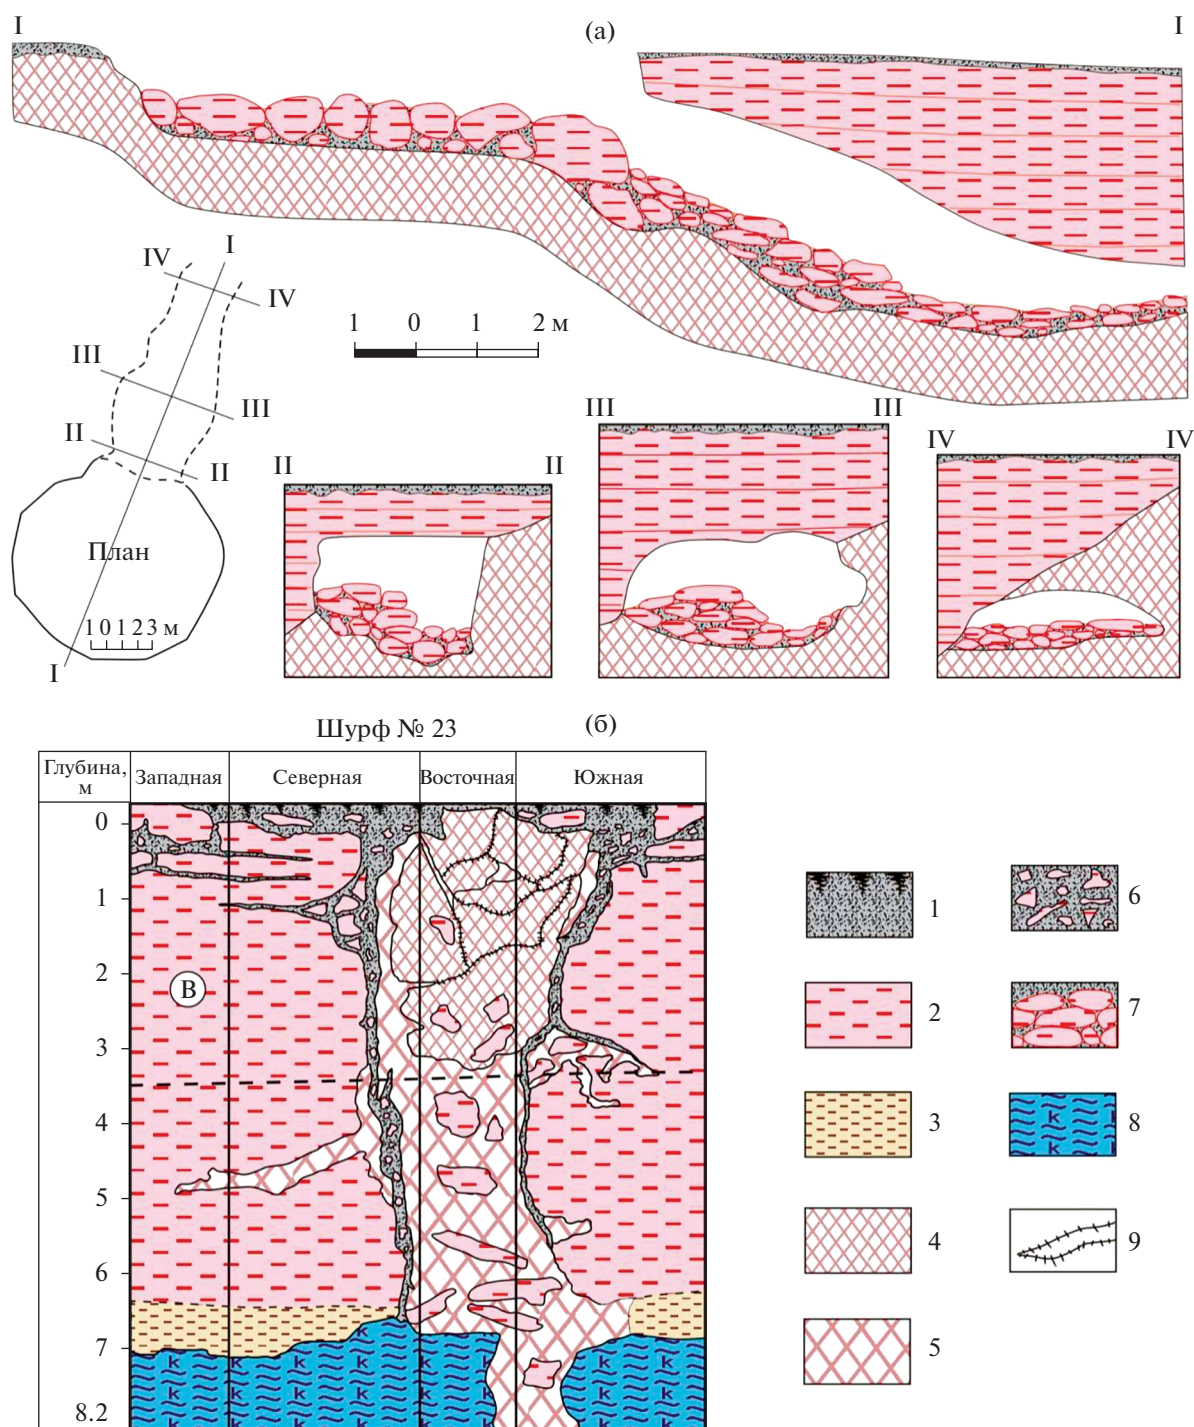 I
(а)
I
I
IV
IV
1 0 1 2 м
III
III
II
II
План
1 0 1 2 3 м
I
II
II
III
III
IV
IV
Шурф № 23
(б)
Глубина, м
Западная
Северная
Восточная
Южная
0
1
2
3
4
5
6
7
8.2
В
к к к к к
к к к к к
к к к к
1
2
3
4
5
6
7
к
к
8
9